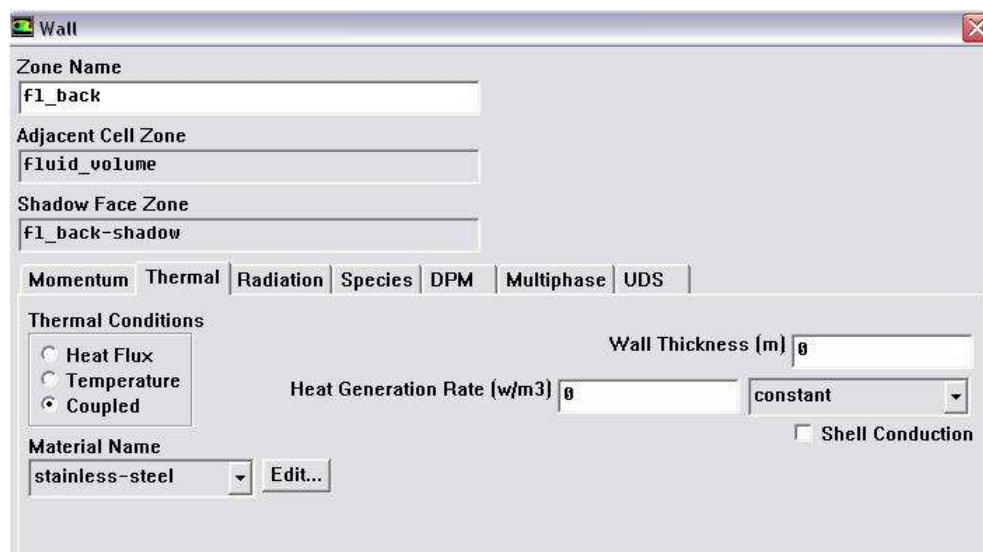 Wall
Zone Name
fl_back
Adjacent Cell Zone
fluid_volume
Shadow Face Zone
fl_back-shadow
Momentum Thermal Radiation Species DPM Multiphase UDS
Thermal Conditions
Heat Flux
Temperature
Coupled
Wall Thickness (m) 0
Heat Generation Rate (w/m3) 0 constant
Shell Conduction
Material Name
stainless-steel Edit...